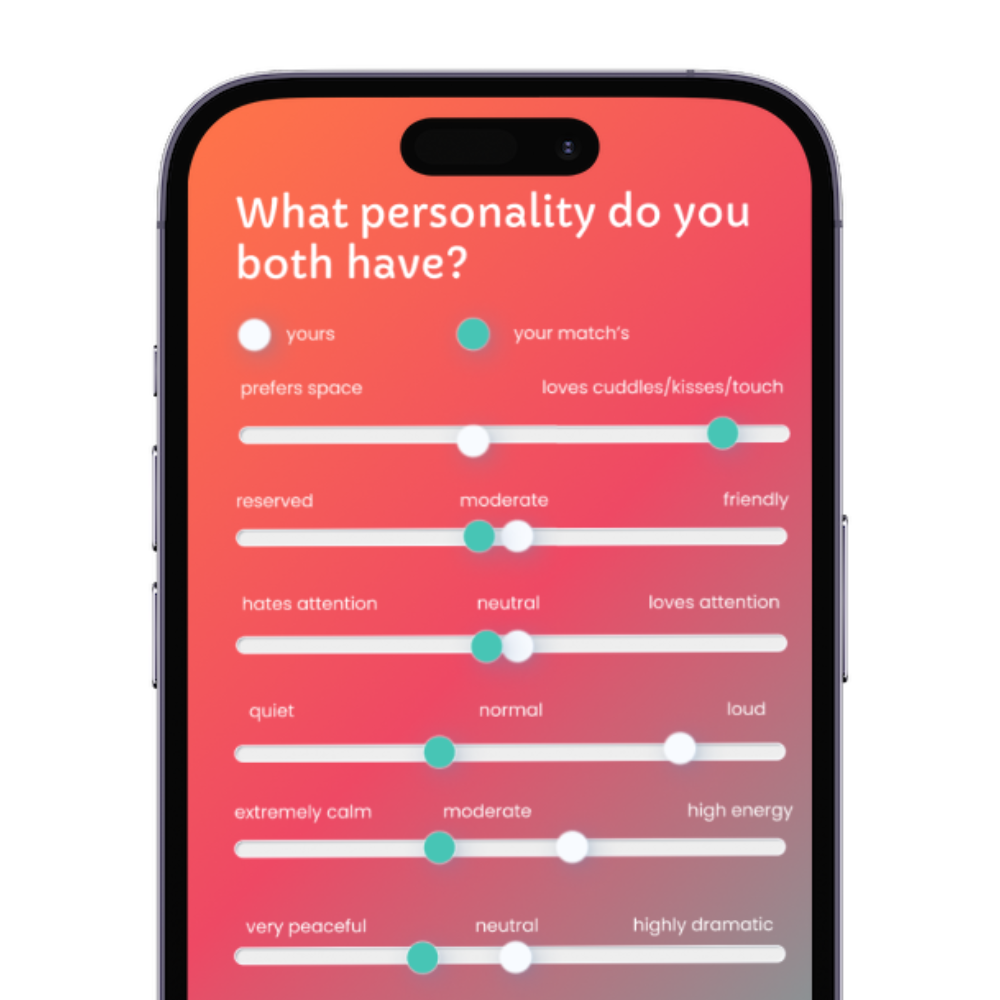 What personality do you
both have?
yours your match's
prefers space loves cuddles/kisses/touch
reserved moderate friendly
hates attention neutral loves attention
quiet normal loud
extremely calm moderate high energy
very peaceful neutral highly dramatic